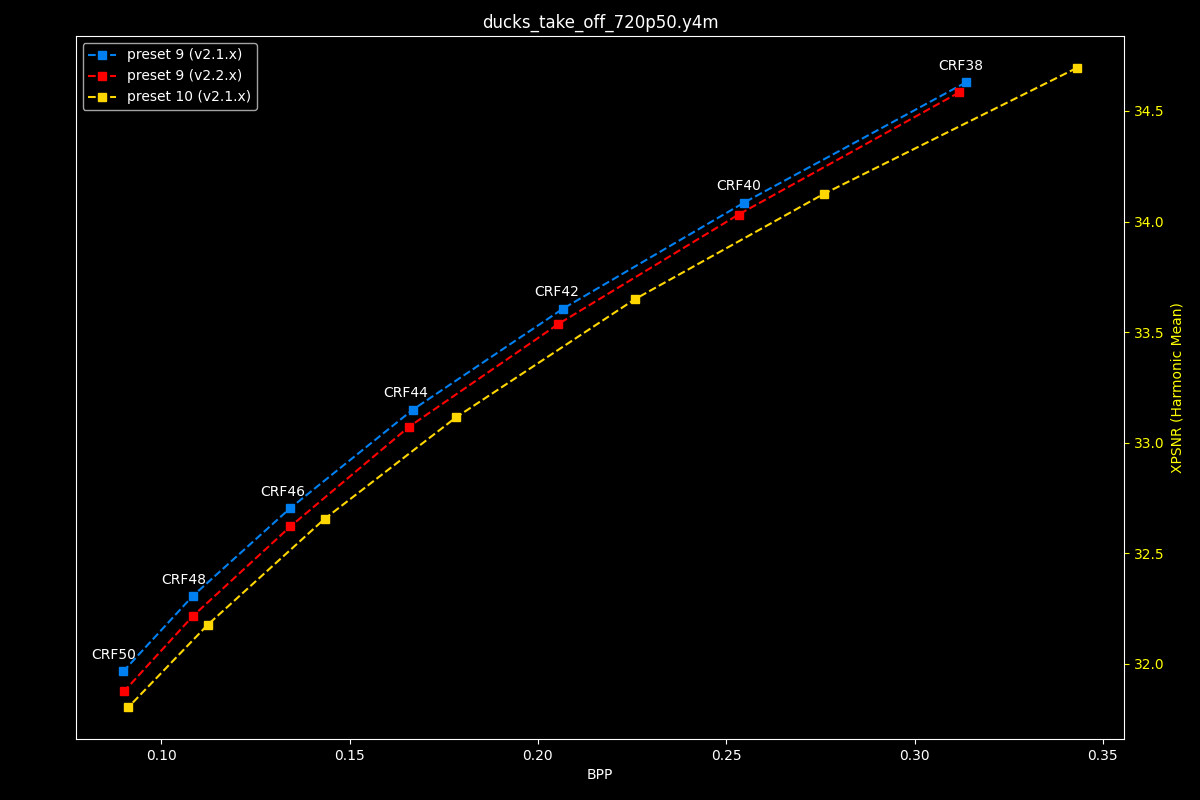 ducks_take_off_720p50.y4m
preset 9 (v2.1.x)
preset 9 (v2.2.x)
preset 10 (v2.1.x)
CRF38
CRF40
CRF42
CRF44
CRF46
CRF48
CRF50
34.5
34.0
33.5
33.0
32.5
32.0
XPSNR (Harmonic Mean)
0.10 0.15 0.20 0.25 0.30 0.35
BPP